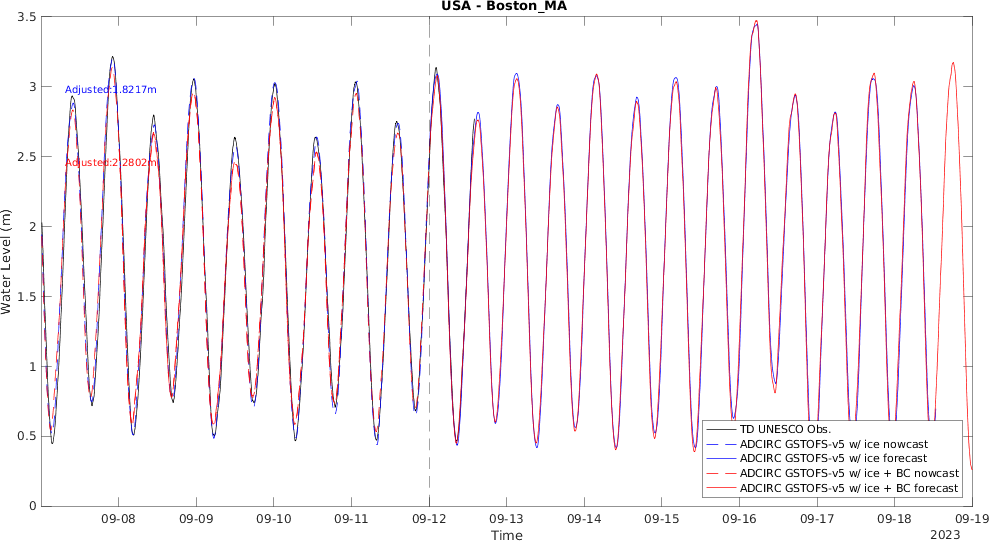 USA - Boston_MA
3.5
3
2.5
2
1.5
1
0.5
0
Water Level (m)
Adjusted:1.8217m
Adjusted:2.2802m
TD UNESCO Obs.
ADCIRC GSTOFS-v5 w/ ice nowcast
ADCIRC GSTOFS-v5 w/ ice forecast
ADCIRC GSTOFS-v5 w/ ice + BC nowcast
ADCIRC GSTOFS-v5 w/ ice + BC forecast
09-08 09-09 09-10 09-11 09-12 09-13 09-14 09-15 09-16 09-17 09-18 09-19
Time
2023